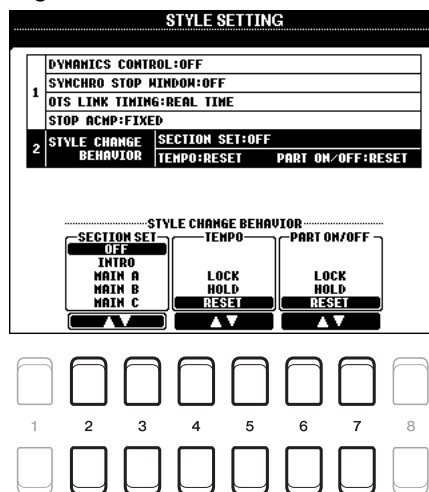 STYLE SETTING
DYNAMICS CONTROL:OFF
1
SYNCHRO STOP WINDOW:OFF
OTS LINK TIMING:REAL TIME
STOP ACMP:FIXED
2
STYLE CHANGE BEHAVIOR
SECTION SET:OFF
TEMPO:RESET PART ON/OFF:RESET
STYLE CHANGE BEHAVIOR
SECTION SET TEMPO PART ON/OFF
OFF
INTRO
MAIN A LOCK LOCK
MAIN B HOLD HOLD
MAIN C RESET RESET
1 2 3 4 5 6 7 8